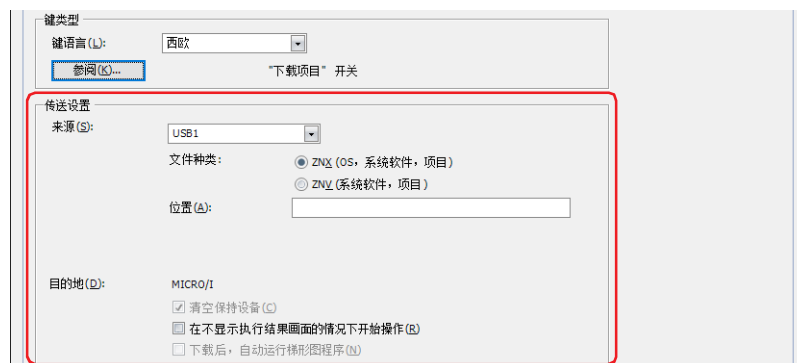 键类型
键语言(L): 西欧
参阅(K)... "下载项目" 开关
传送设置
来源(S): USB1
文件种类: ZNX (OS, 系统软件, 项目)
ZNV (系统软件, 项目)
位置(A):
目的地(D): MICRO/I
清空保持设备(C)
在不显示执行结果画面的情况下开始操作(R)
下载后, 自动运行梯形图程序(N)